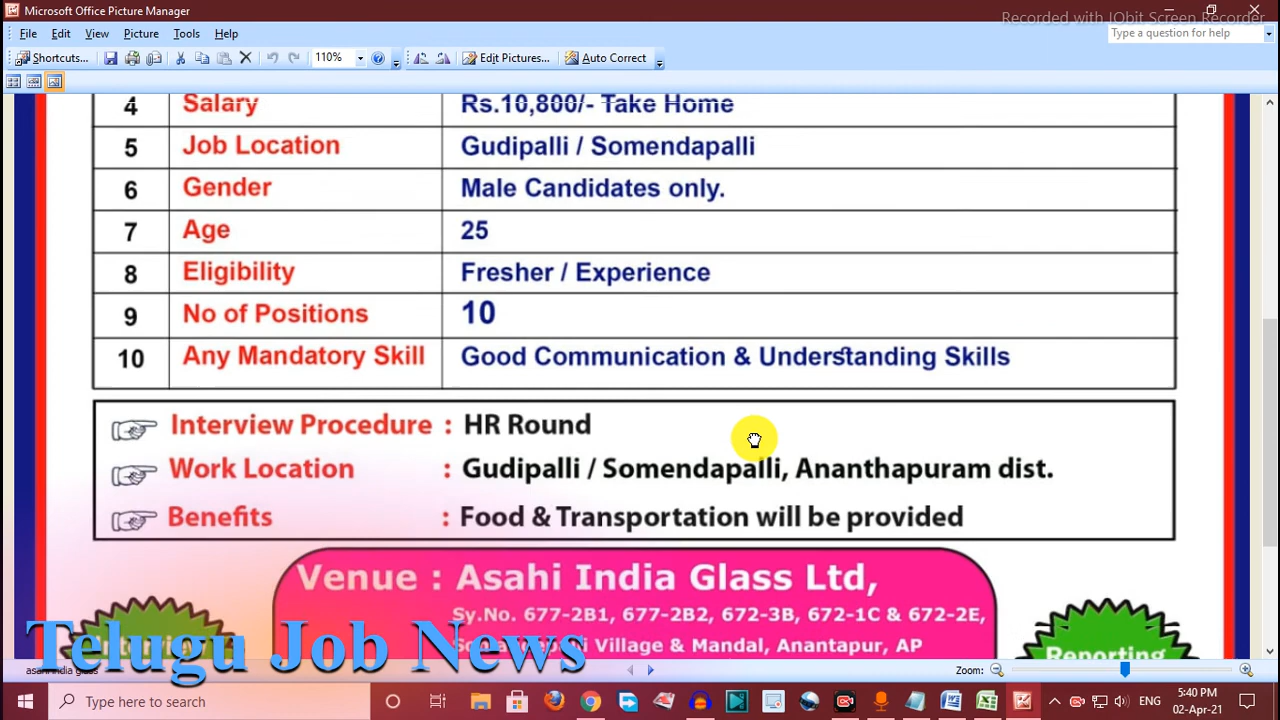 Microsoft Office Picture Manager
Recorded with IObit Screen Recorder
File Edit View Picture Tools Help
Type a question for help
Shortcuts... 110% Edit Pictures... Auto Correct
4 Salary Rs.10,800/- Take Home
5 Job Location Gudipalli / Somendapalli
6 Gender Male Candidates only.
7 Age 25
8 Eligibility Fresher / Experience
9 No of Positions 10
10 Any Mandatory Skill Good Communication & Understanding Skills
Interview Procedure : HR Round
Work Location : Gudipalli / Somendapalli, Ananthapuram dist.
Benefits : Food & Transportation will be provided
Venue : Asahi India Glass Ltd,
Sy.No. 677-2B1, 677-2B2, 672-3B, 672-1C & 672-2E,
Village & Mandal, Anantapur, AP
Reporting
Telugu Job News
asahi india glass
Zoom:
Type here to search
ENG
5:40 PM
02-Apr-21